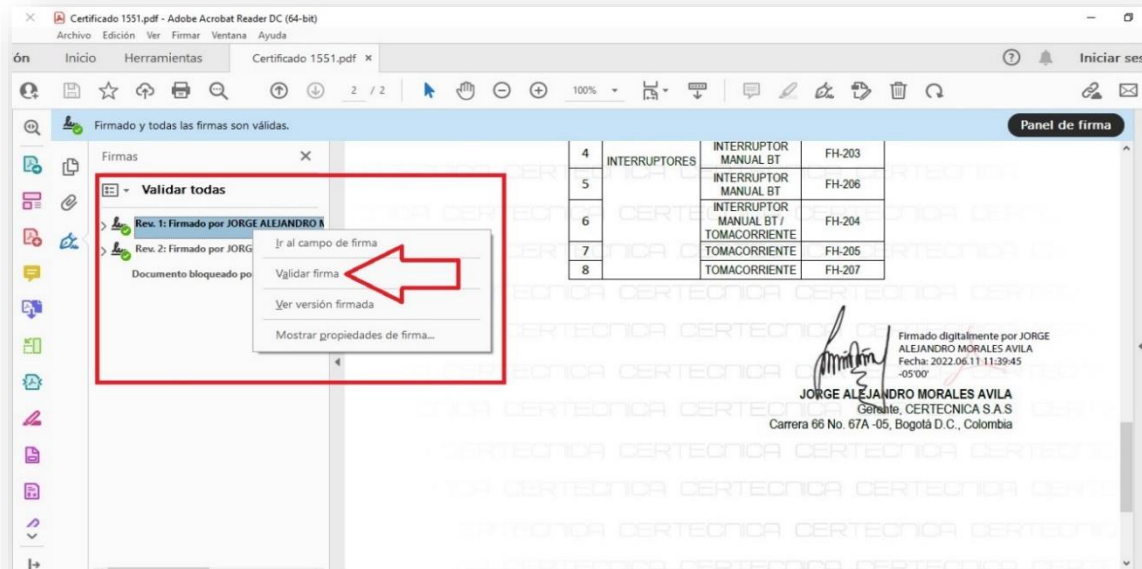 Certificado 1551.pdf - Adobe Acrobat Reader DC (64-bit)
Archivo Edición Ver Firmar Ventana Ayuda
ón Inicio Herramientas Certificado 1551.pdf × Iniciar ses
2 / 2 100%
Firmado y todas las firmas son válidas. Panel de firma
Firmas
Validar todas
Rev. 1: Firmado por JORGE ALEJANDRO M
Rev. 2: Firmado por JORG
Documento bloqueado po
Ir al campo de firma
Validar firma
Ver versión firmada
Mostrar propiedades de firma...
4 INTERRUPTORES INTERRUPTOR MANUAL BT FH-203
5 INTERRUPTOR MANUAL BT FH-206
6 INTERRUPTOR MANUAL BT / TOMACORRIENTE FH-204
7 TOMACORRIENTE FH-205
8 TOMACORRIENTE FH-207
Firmado digitalmente por JORGE
ALEJANDRO MORALES AVILA
Fecha: 2022.06.11 11:39:45
-05'00'
JORGE ALEJANDRO MORALES AVILA
Gerente, CERTECNICA S.A.S
Carrera 66 No. 67A -05, Bogotá D.C., Colombia